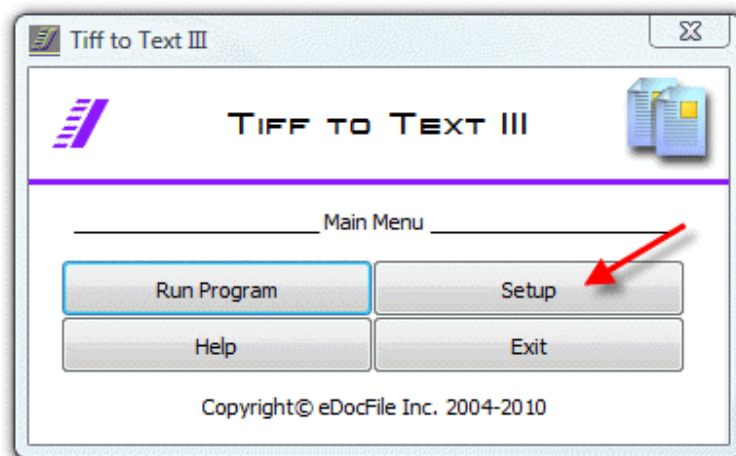 Tiff to Text III
TIFF TO TEXT III
Main Menu
Run Program Setup
Help Exit
Copyright© eDocFile Inc. 2004-2010